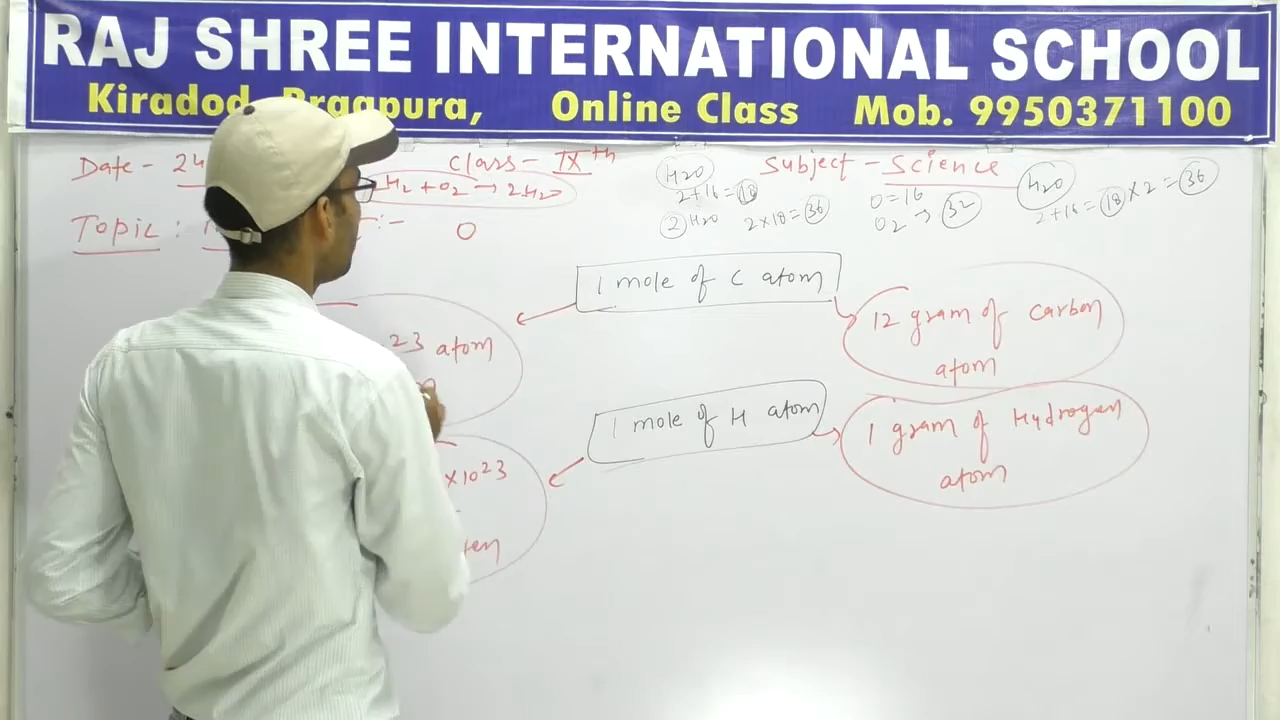 RAJ SHREE INTERNATIONAL SCHOOL
Kiradod, Online Class Mob. 9950371100
Date - 24 Class - IXth Subject - Science
H2 + O2 → 2H2O
H2O
2+16 = 18
2 H2O 2×18 = 36
O = 16
O2 → 32
H2O
2+16 = 18 × 2 = 36
Topic :
1 mole of C atom
23 atom
12 gram of Carbon
atom
1 mole of H atom
×10 23
1 gram of Hydrogen
atom